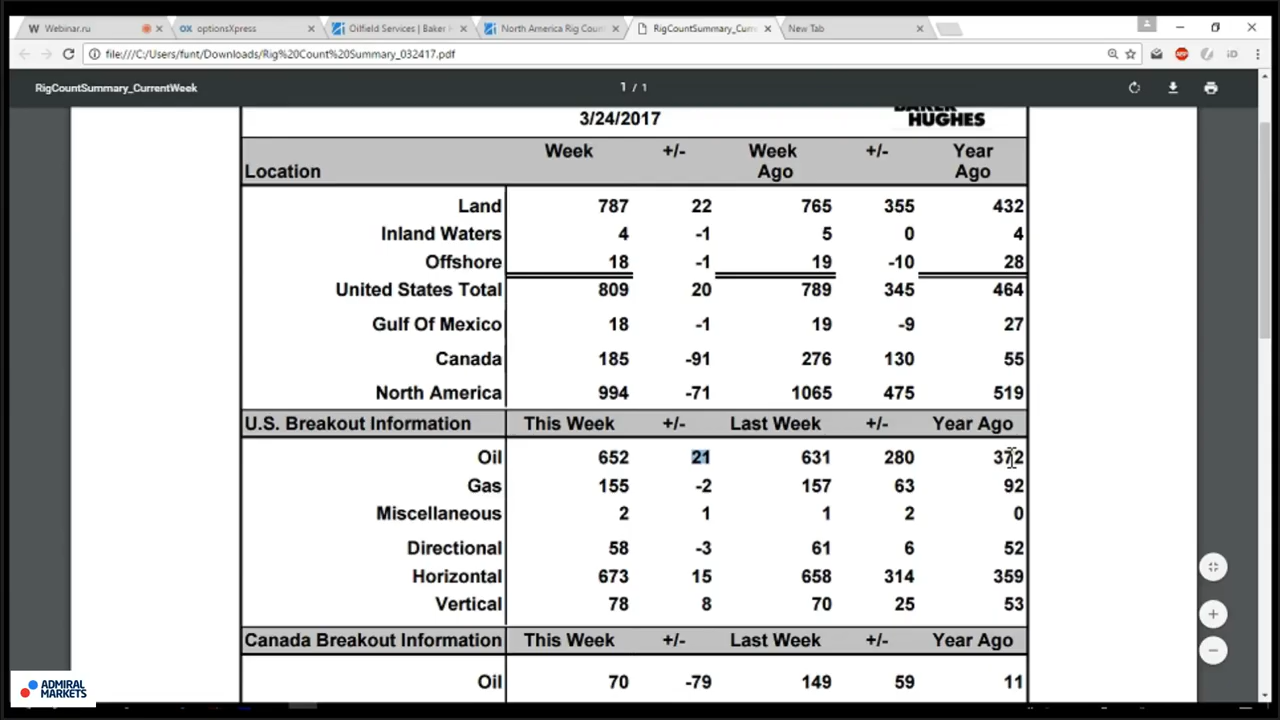 Webinar.ru
optionsXpress
Oilfield Services | Baker H
North America Rig Coun
RigCountSummary_Curr
New Tab
file:///C:/Users/funt/Downloads/Rig%20Count%20Summary_032417.pdf
RigCountSummary_CurrentWeek
1 / 1
3/24/2017
BAKER
HUGHES
Location Week +/- Week Ago +/- Year Ago
Land 787 22 765 355 432
Inland Waters 4 -1 5 0 4
Offshore 18 -1 19 -10 28
United States Total 809 20 789 345 464
Gulf Of Mexico 18 -1 19 -9 27
Canada 185 -91 276 130 55
North America 994 -71 1065 475 519
U.S. Breakout Information This Week +/- Last Week +/- Year Ago
Oil 652 21 631 280 372
Gas 155 -2 157 63 92
Miscellaneous 2 1 1 2 0
Directional 58 -3 61 6 52
Horizontal 673 15 658 314 359
Vertical 78 8 70 25 53
Canada Breakout Information This Week +/- Last Week +/- Year Ago
Oil 70 -79 149 59 11
ADMIRAL
MARKETS